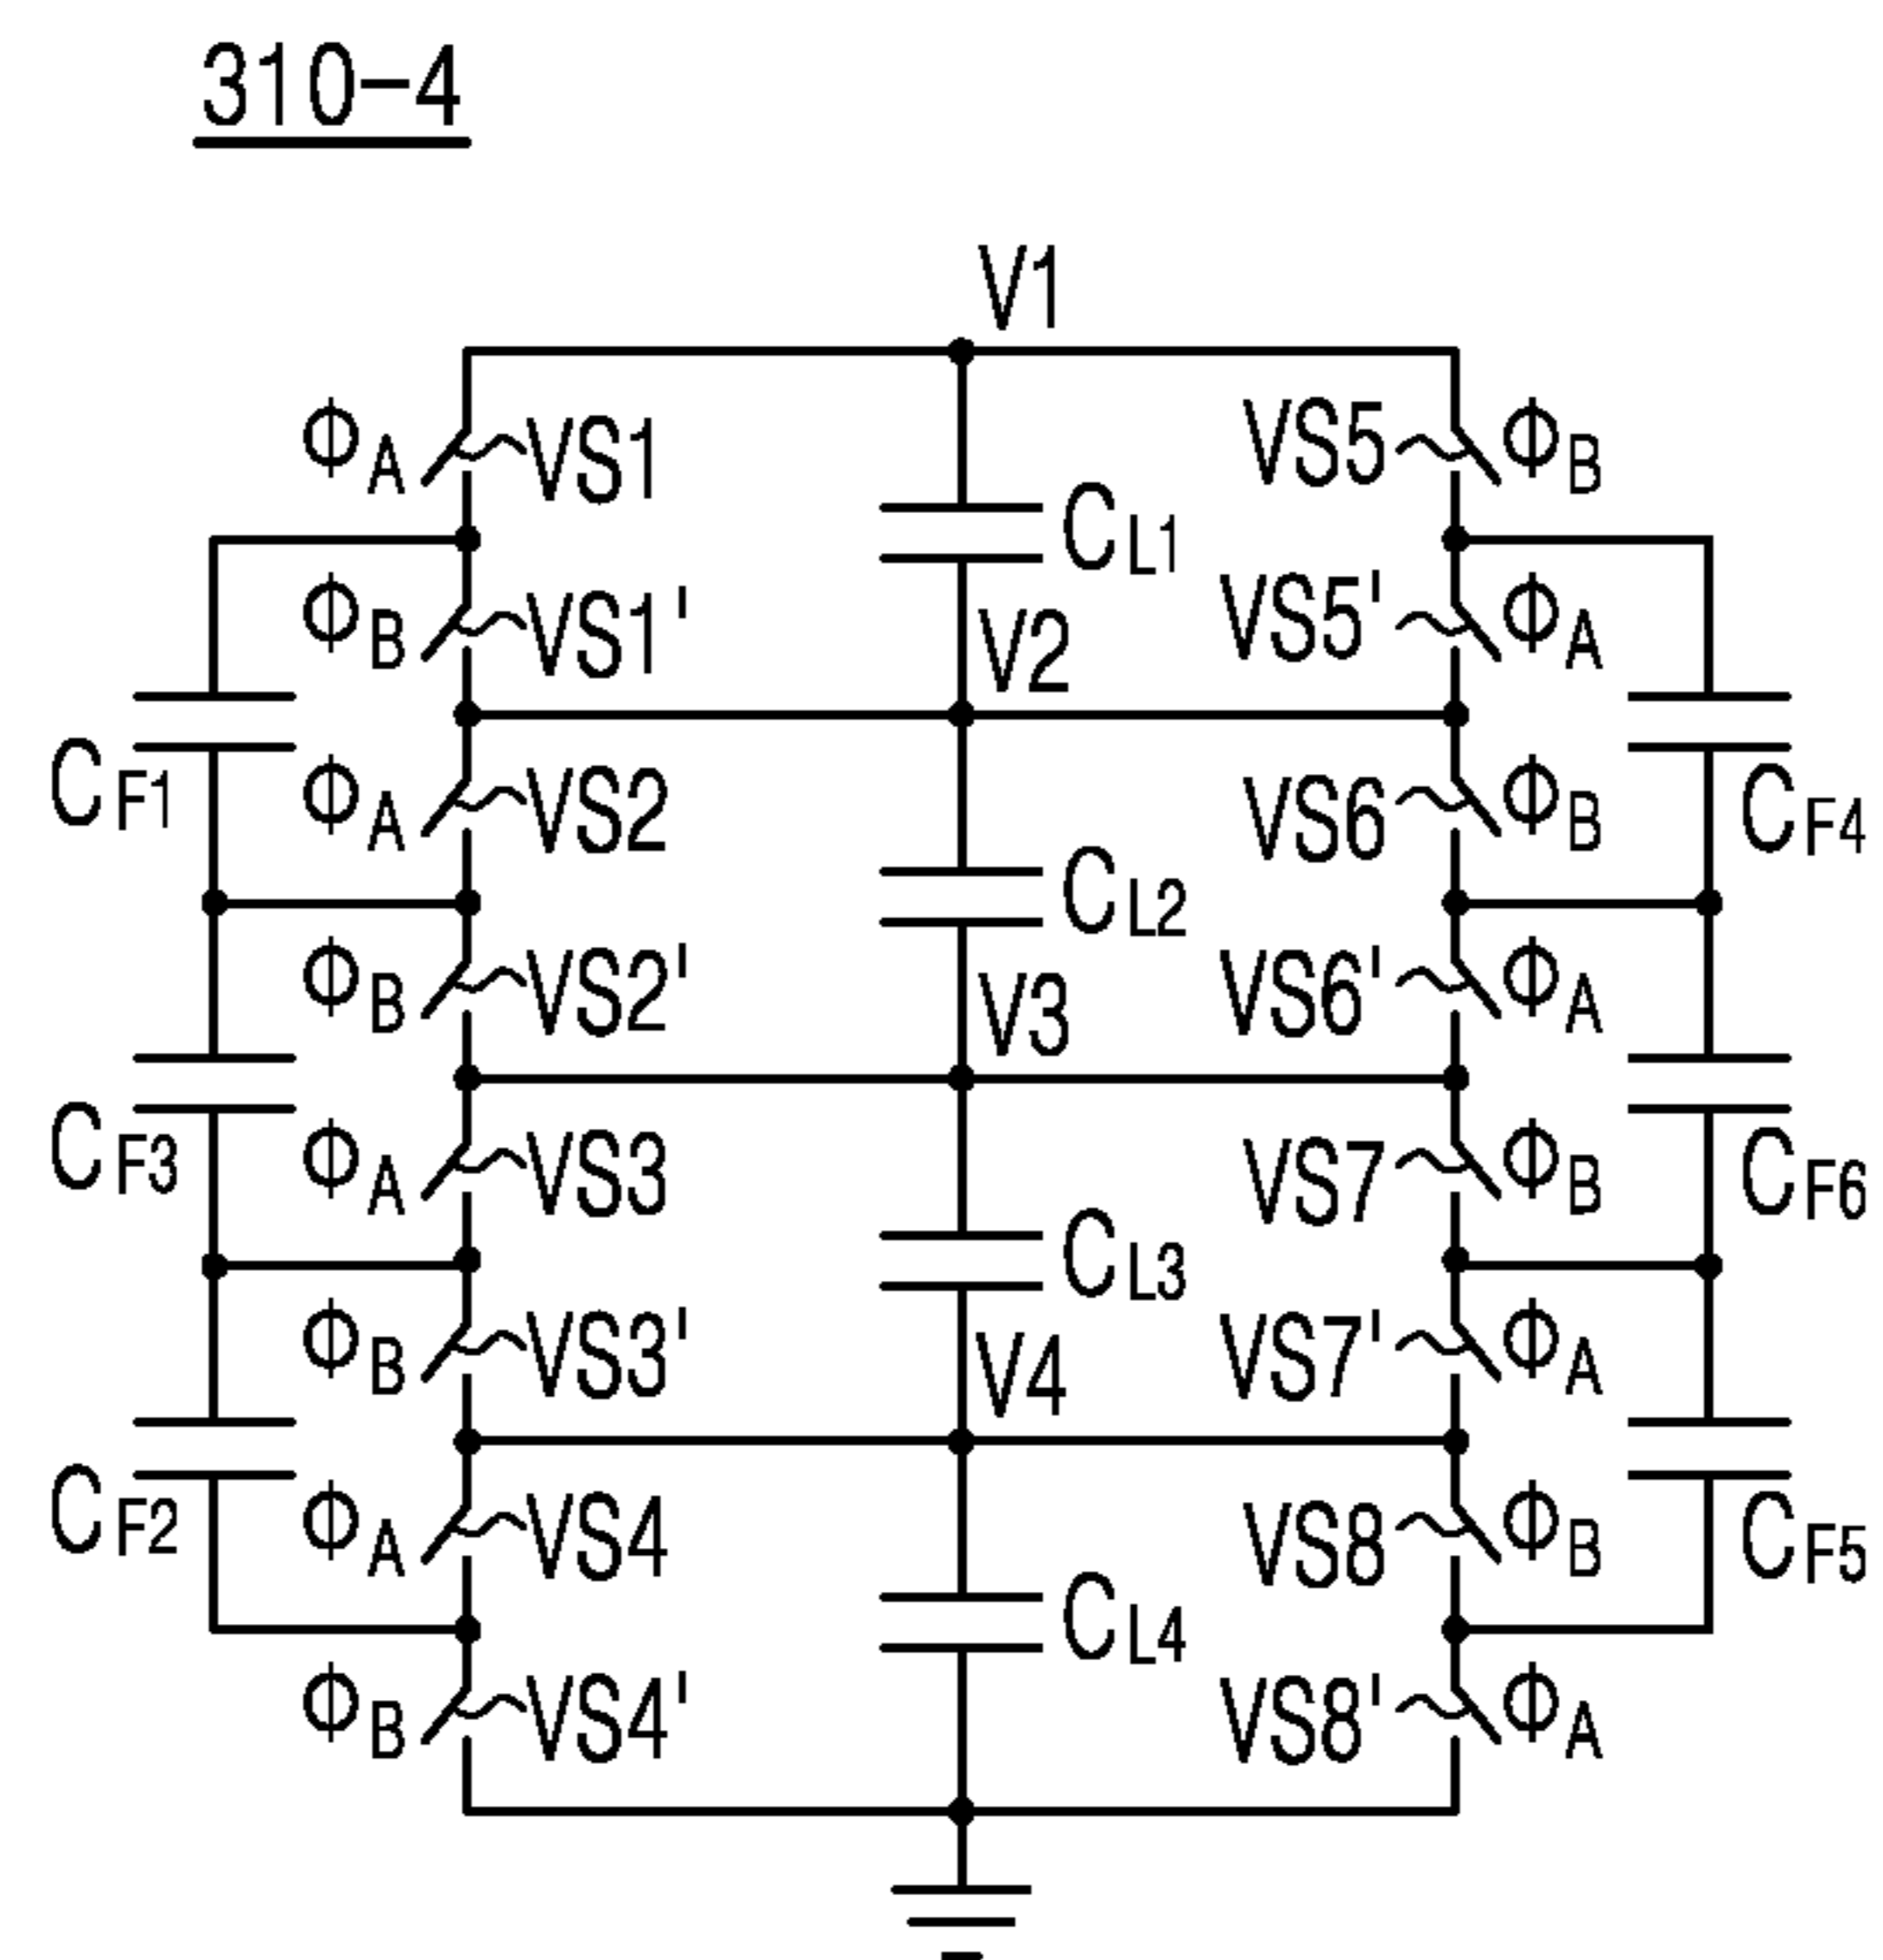 310-4
V1
ΦA VS1 VS5 ΦB
CL1
ΦB VS1' VS5' ΦA
V2
CF1 ΦA VS2 VS6 ΦB CF4
CL2
ΦB VS2' VS6' ΦA
V3
CF3 ΦA VS3 VS7 ΦB CF6
CL3
ΦB VS3' VS7' ΦA
V4
CF2 ΦA VS4 VS8 ΦB CF5
CL4
ΦB VS4' VS8' ΦA